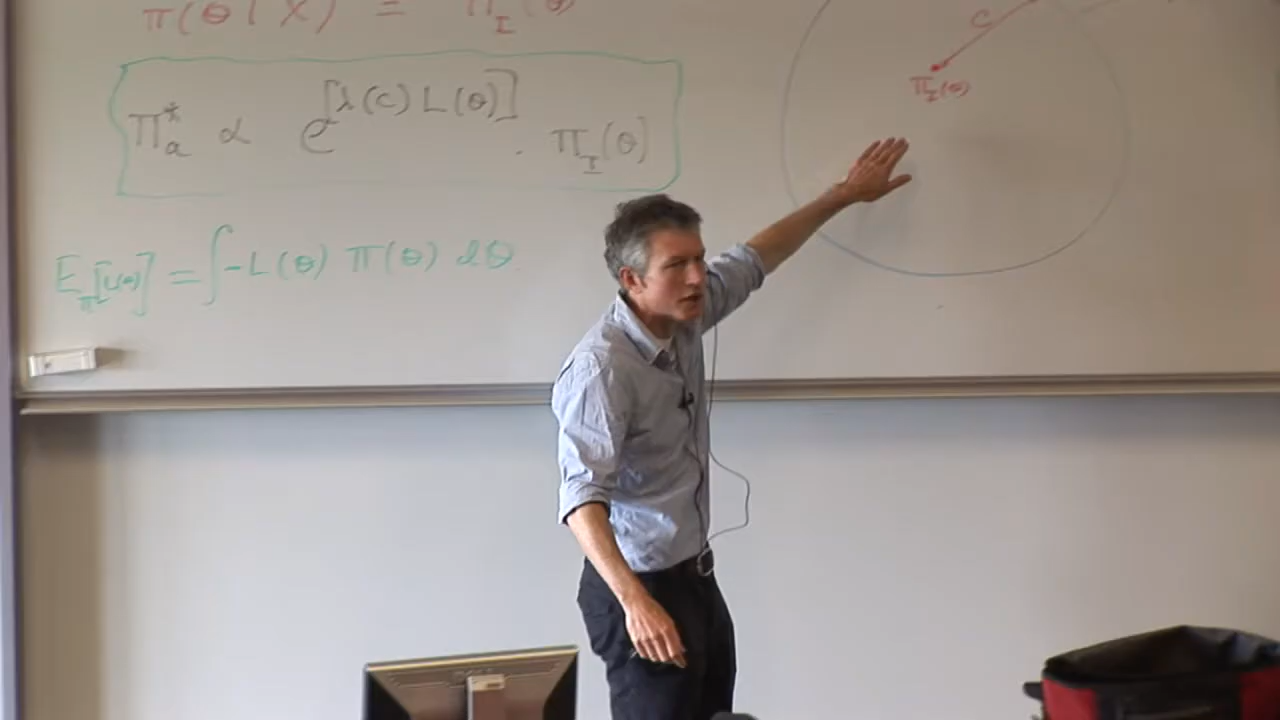 π(θ | X) = π_I(θ)
π*_a ∝ e^[λ(c) L(θ)] . π_I(θ)
E_π[L(θ)] = ∫ -L(θ) π(θ) dθ
C
π_I(θ)